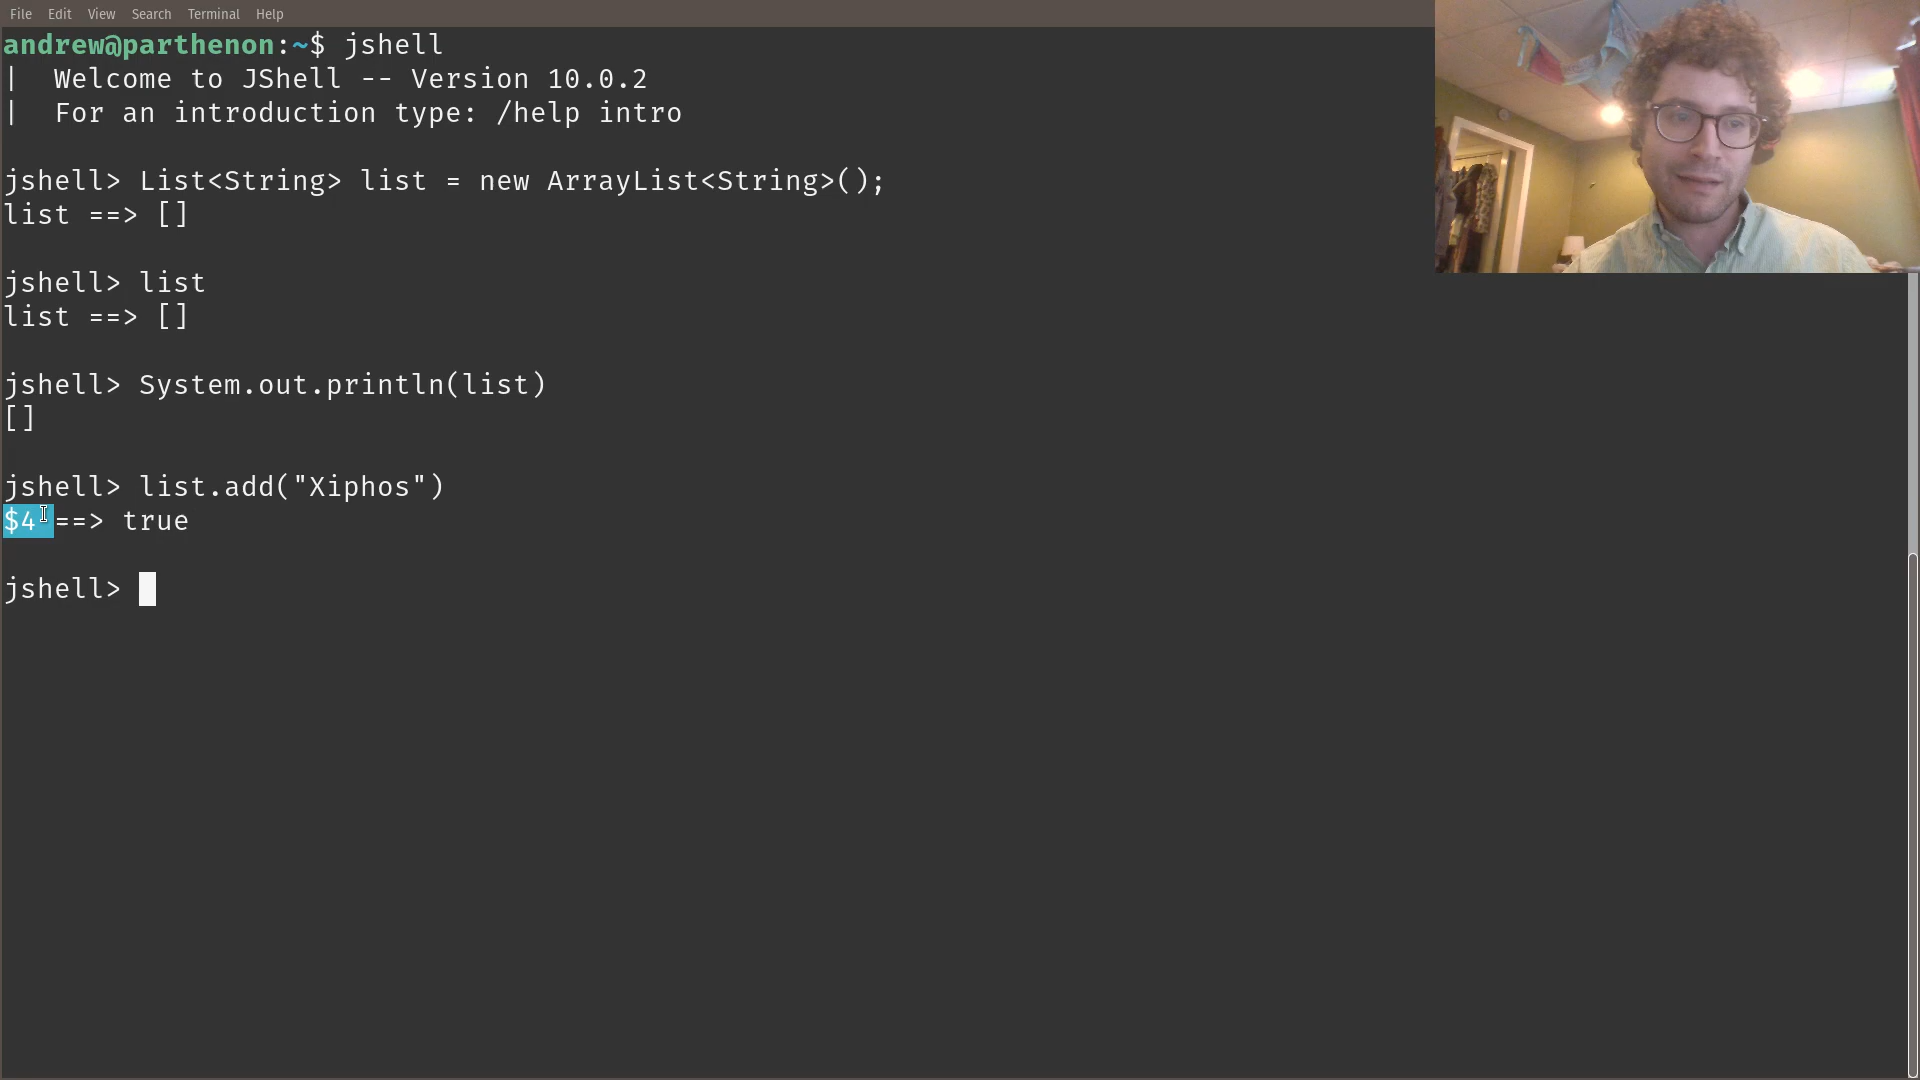 File Edit View Search Terminal Help
andrew@parthenon:~$ jshell
|  Welcome to JShell -- Version 10.0.2
|  For an introduction type: /help intro
jshell> List<String> list = new ArrayList<String>();
list ==> []
jshell> list
list ==> []
jshell> System.out.println(list)
[]
jshell> list.add("Xiphos")
$4 ==> true
jshell>